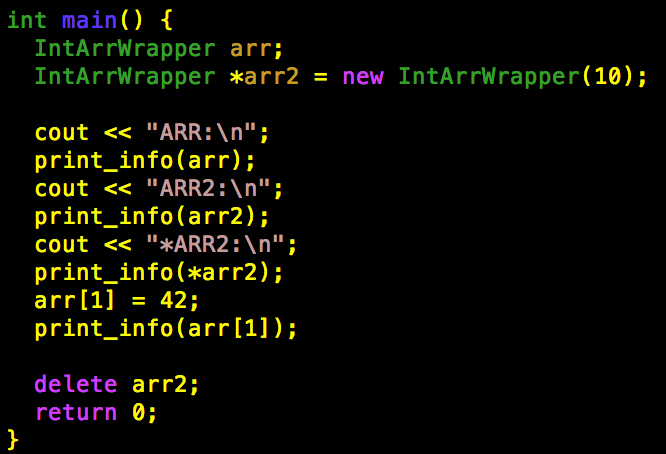 int main() {
  IntArrWrapper arr;
  IntArrWrapper *arr2 = new IntArrWrapper(10);

  cout << "ARR:\n";
  print_info(arr);
  cout << "ARR2:\n";
  print_info(arr2);
  cout << "*ARR2:\n";
  print_info(*arr2);
  arr[1] = 42;
  print_info(arr[1]);

  delete arr2;
  return 0;
}